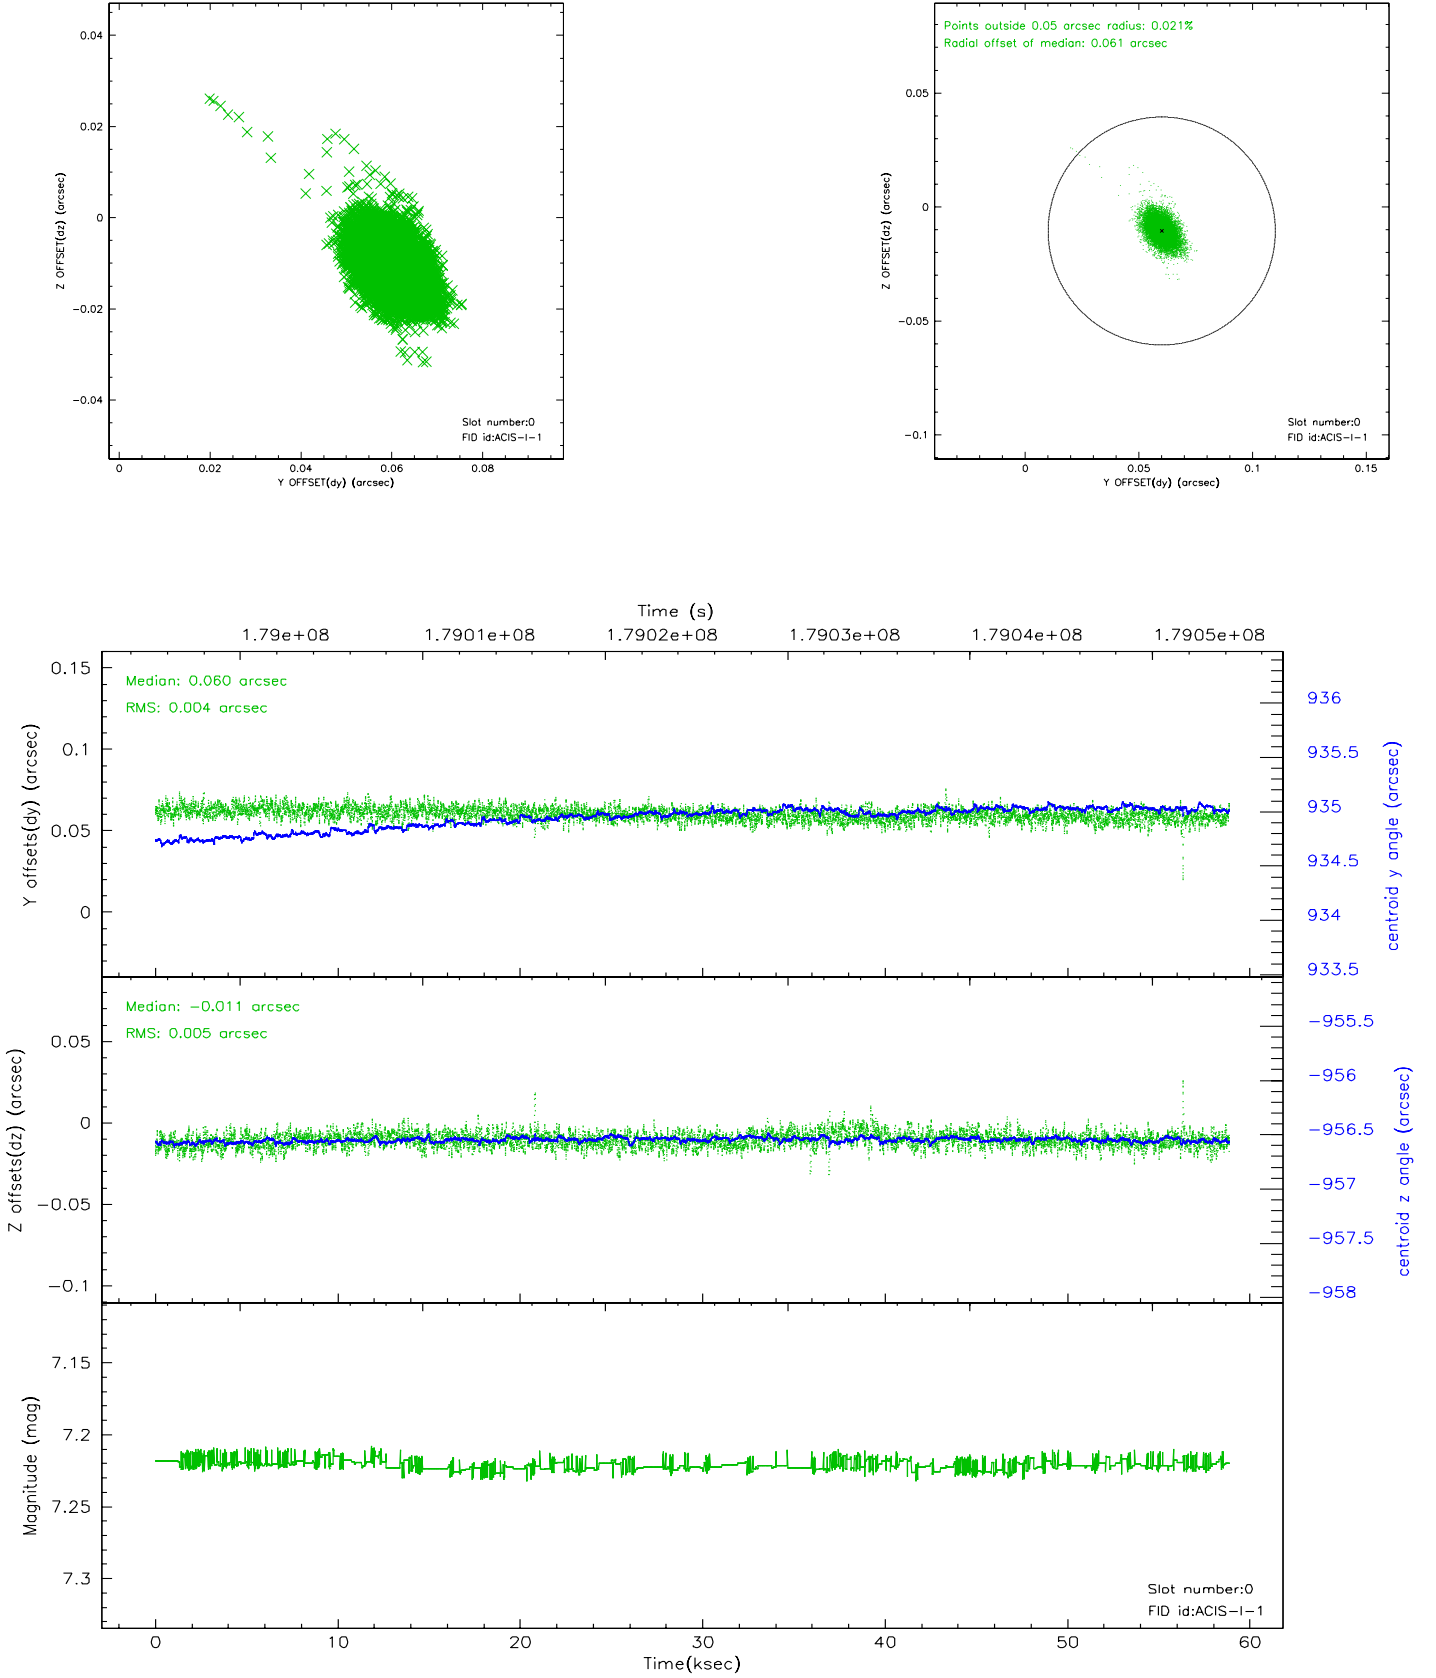 0.04
0.02
0
−0.02
−0.04
Z OFFSET(dz) (arcsec)
Slot number:0
FID id:ACIS−I−1
0
0.02
0.04
0.06
0.08
Y OFFSET(dy) (arcsec)
Points outside 0.05 arcsec radius: 0.021%
Radial offset of median: 0.061 arcsec
0.05
0
−0.05
−0.1
Z OFFSET(dz) (arcsec)
Slot number:0
FID id:ACIS−I−1
0
0.05
0.1
0.15
Y OFFSET(dy) (arcsec)
Time (s)
1.79e+08
1.7901e+08
1.7902e+08
1.7903e+08
1.7904e+08
1.7905e+08
Median: 0.060 arcsec
RMS: 0.004 arcsec
0.15
0.1
0.05
0
Y offsets(dy) (arcsec)
936
935.5
935
934.5
934
933.5
centroid y angle (arcsec)
Median: −0.011 arcsec
RMS: 0.005 arcsec
0.05
0
−0.05
−0.1
Z offsets(dz) (arcsec)
−955.5
−956
−956.5
−957
−957.5
−958
centroid z angle (arcsec)
7.15
7.2
7.25
7.3
Magnitude (mag)
Slot number:0
FID id:ACIS−I−1
0
10
20
30
40
50
60
Time(ksec)